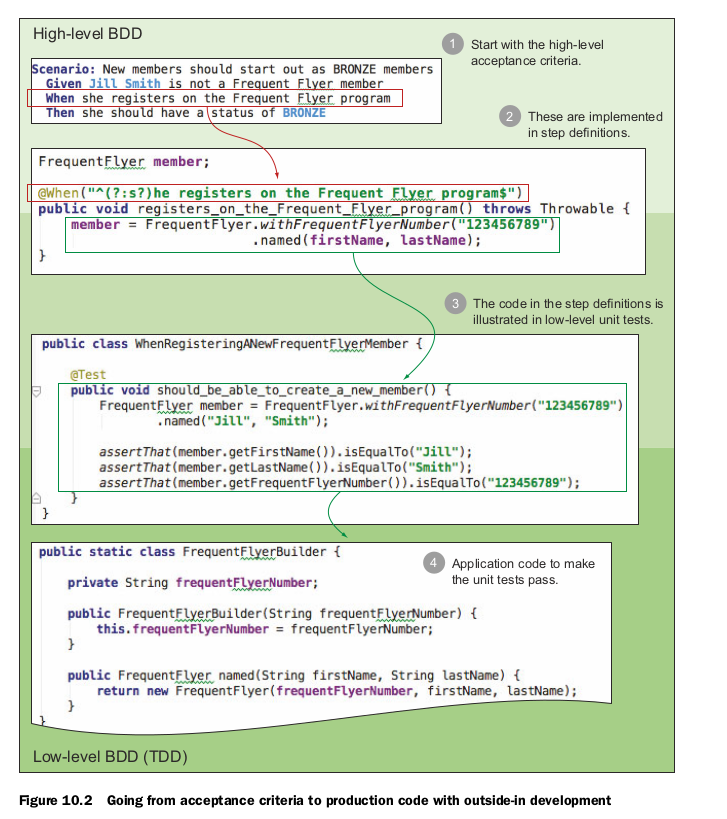 High-level BDD
1 Start with the high-level
acceptance criteria.
Scenario: New members should start out as BRONZE members
Given Jill Smith is not a Frequent Flyer member
When she registers on the Frequent Flyer program
Then she should have a status of BRONZE
2 These are implemented
in step definitions.
FrequentFlyer member;
@When("^(?:s?)he registers on the Frequent Flyer program$")
public void registers_on_the_Frequent_Flyer_program() throws Throwable {
member = FrequentFlyer.withFrequentFlyerNumber("123456789")
.named(firstName, lastName);
}
3 The code in the step definitions is
illustrated in low-level unit tests.
public class WhenRegisteringANewFrequentFlyerMember {
@Test
public void should_be_able_to_create_a_new_member() {
FrequentFlyer member = FrequentFlyer.withFrequentFlyerNumber("123456789")
.named("Jill", "Smith");
assertThat(member.getFirstName()).isEqualTo("Jill");
assertThat(member.getLastName()).isEqualTo("Smith");
assertThat(member.getFrequentFlyerNumber()).isEqualTo("123456789");
}
}
public static class FrequentFlyerBuilder {
4 Application code to make
the unit tests pass.
private String frequentFlyerNumber;
public FrequentFlyerBuilder(String frequentFlyerNumber) {
this.frequentFlyerNumber = frequentFlyerNumber;
}
public FrequentFlyer named(String firstName, String lastName) {
return new FrequentFlyer(frequentFlyerNumber, firstName, lastName);
}
}
Low-level BDD (TDD)
Figure 10.2 Going from acceptance criteria to production code with outside-in development